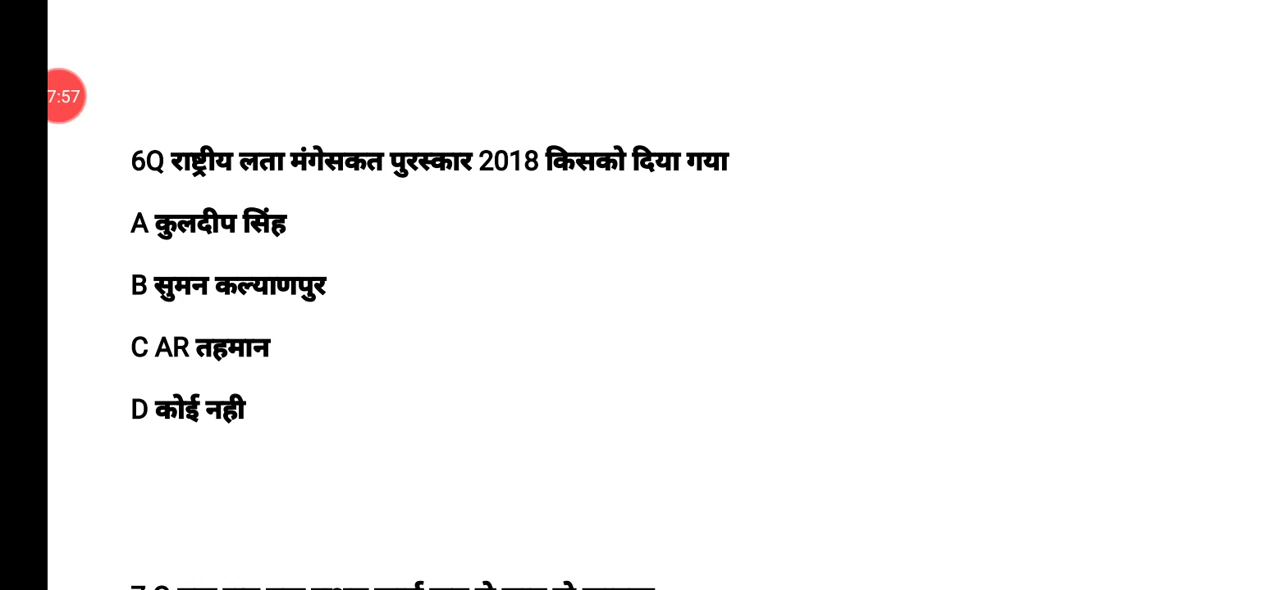 7:57
6Q राष्ट्रीय लता मंगेसकत पुरस्कार 2018 किसको दिया गया
A कुलदीप सिंह
B सुमन कल्याणपुर
C AR तहमान
D कोई नही